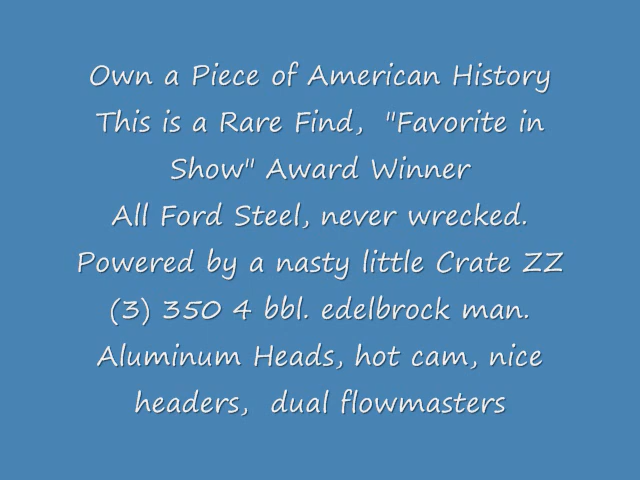 Own a Piece of American History
This is a Rare Find,  "Favorite in
Show" Award Winner
All Ford Steel, never wrecked.
Powered by a nasty little Crate ZZ
(3) 350 4 bbl. edelbrock man.
Aluminum Heads, hot cam, nice
headers,  dual flowmasters